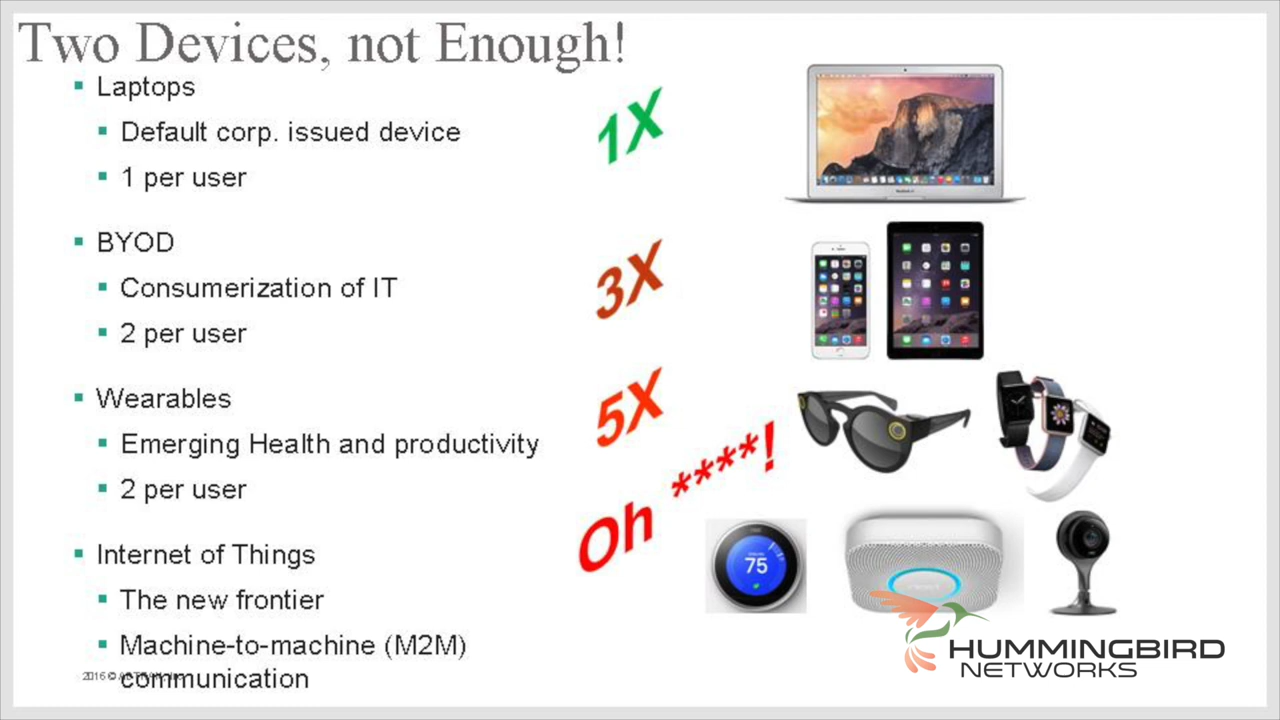 Two Devices, not Enough!
Laptops
Default corp. issued device
1 per user
1X
BYOD
Consumerization of IT
2 per user
3X
Wearables
Emerging Health and productivity
2 per user
5X
Oh ****!
Internet of Things
The new frontier
Machine-to-machine (M2M)
communication
75
2016 ©
HUMMINGBIRD
NETWORKS